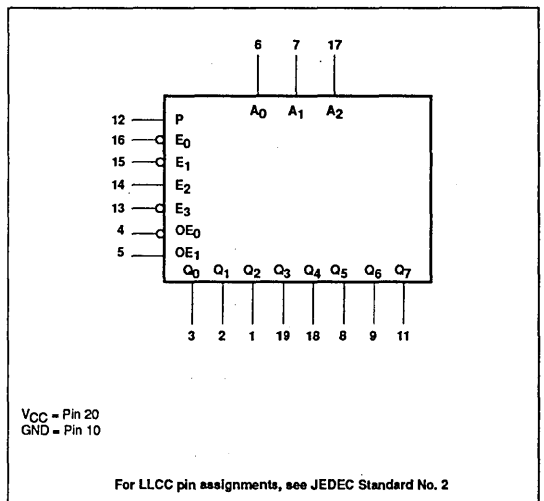 6 7 17
A0 A1 A2
12 P
16 E0
15 E1
14 E2
13 E3
4 OE0
5 OE1
Q0 Q1 Q2 Q3 Q4 Q5 Q6 Q7
3 2 1 19 18 8 9 11
VCC = Pin 20
GND = Pin 10
For LLCC pin assignments, see JEDEC Standard No. 2